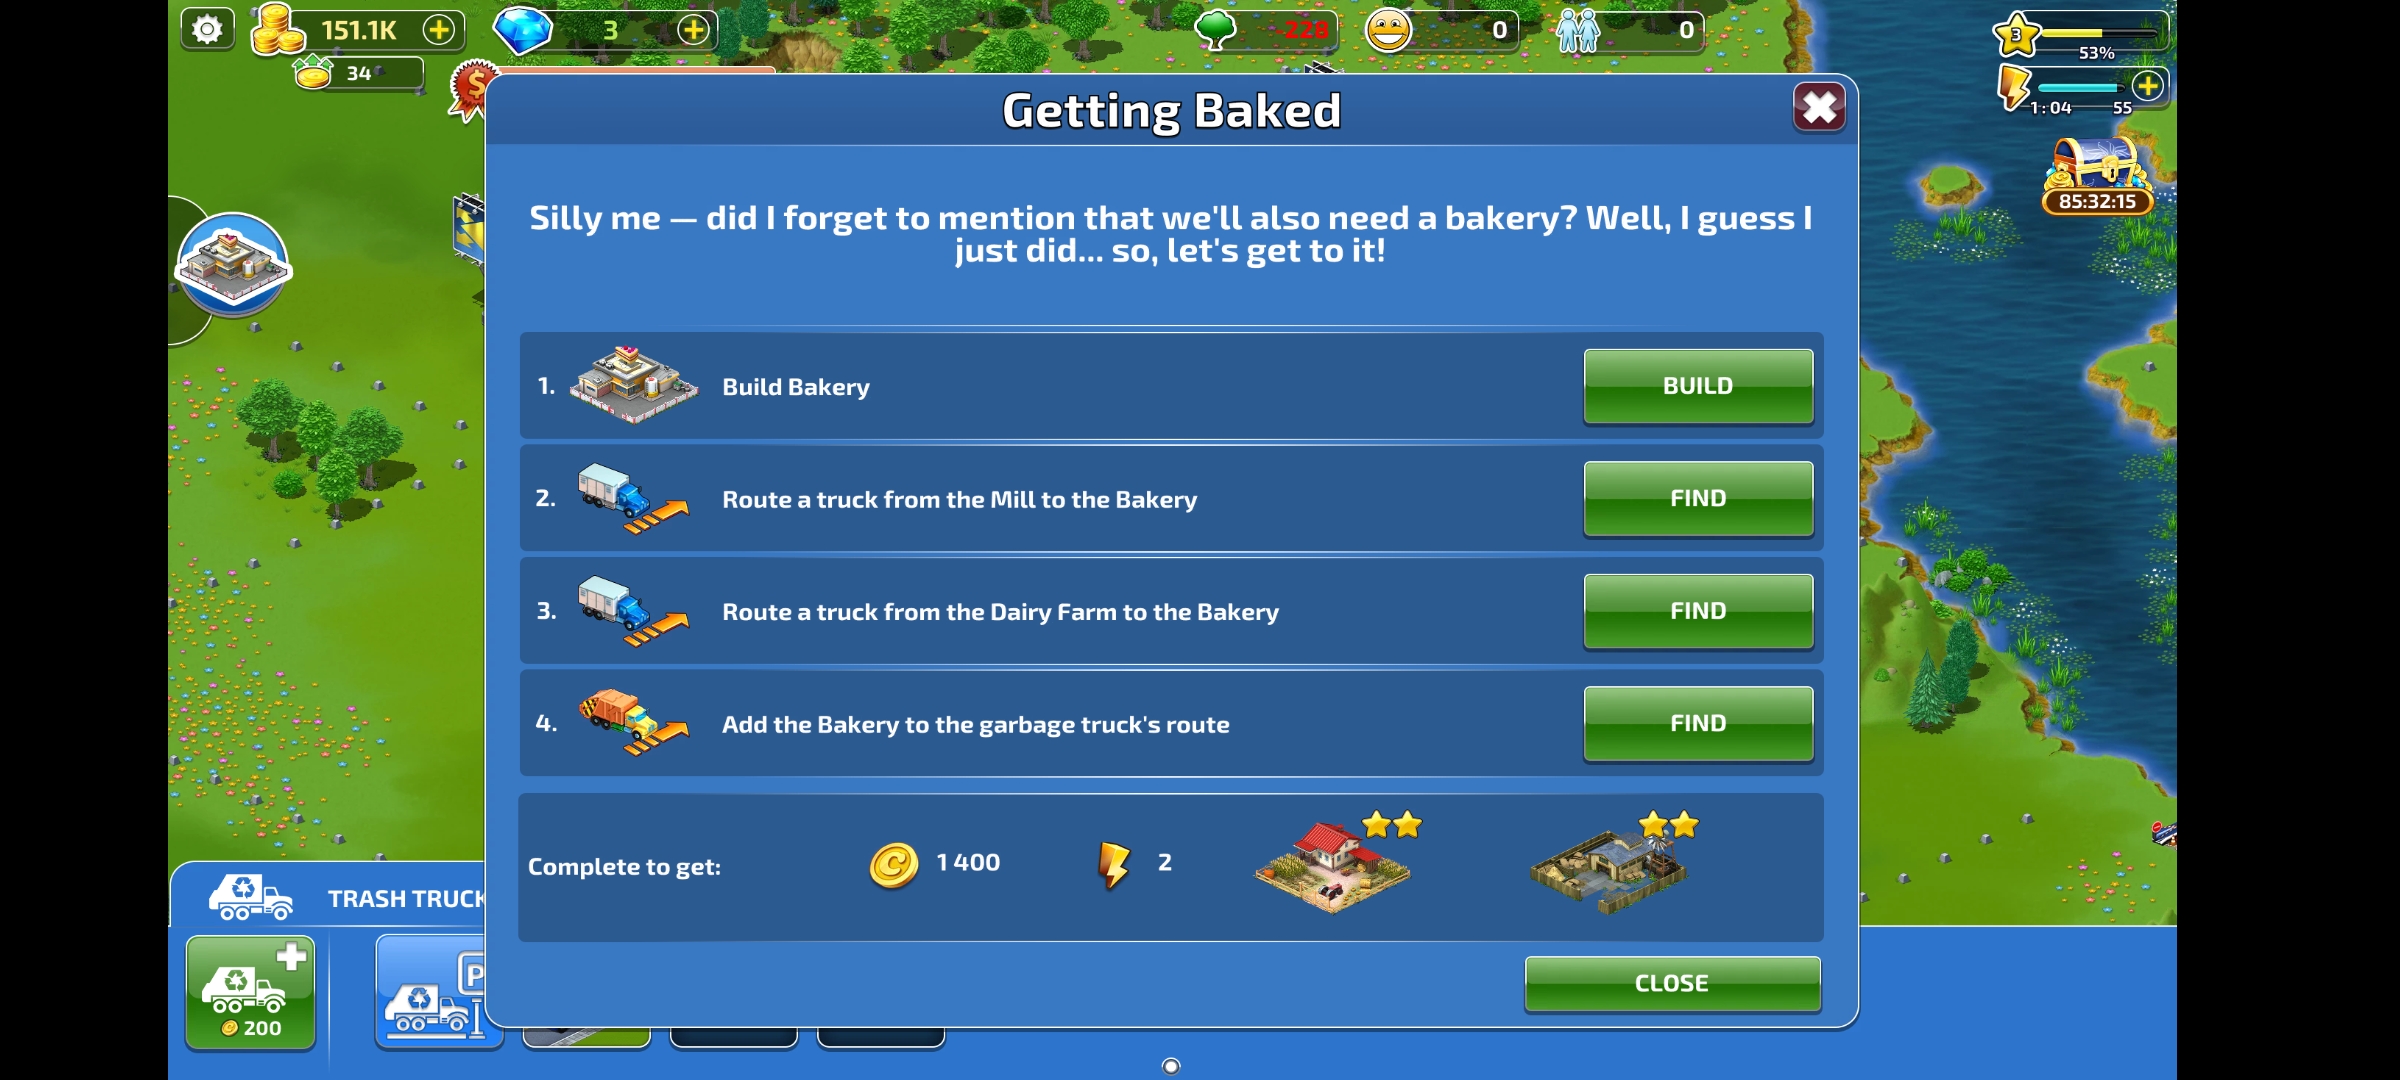 151.1K
3
-228
0
0
3
53%
34
1:04
55
85:32:15
Getting Baked
Silly me — did I forget to mention that we'll also need a bakery? Well, I guess I
just did... so, let's get to it!
1.
Build Bakery
BUILD
2.
Route a truck from the Mill to the Bakery
FIND
3.
Route a truck from the Dairy Farm to the Bakery
FIND
4.
Add the Bakery to the garbage truck's route
FIND
Complete to get:
1 400
2
CLOSE
TRASH TRUCK
200
P